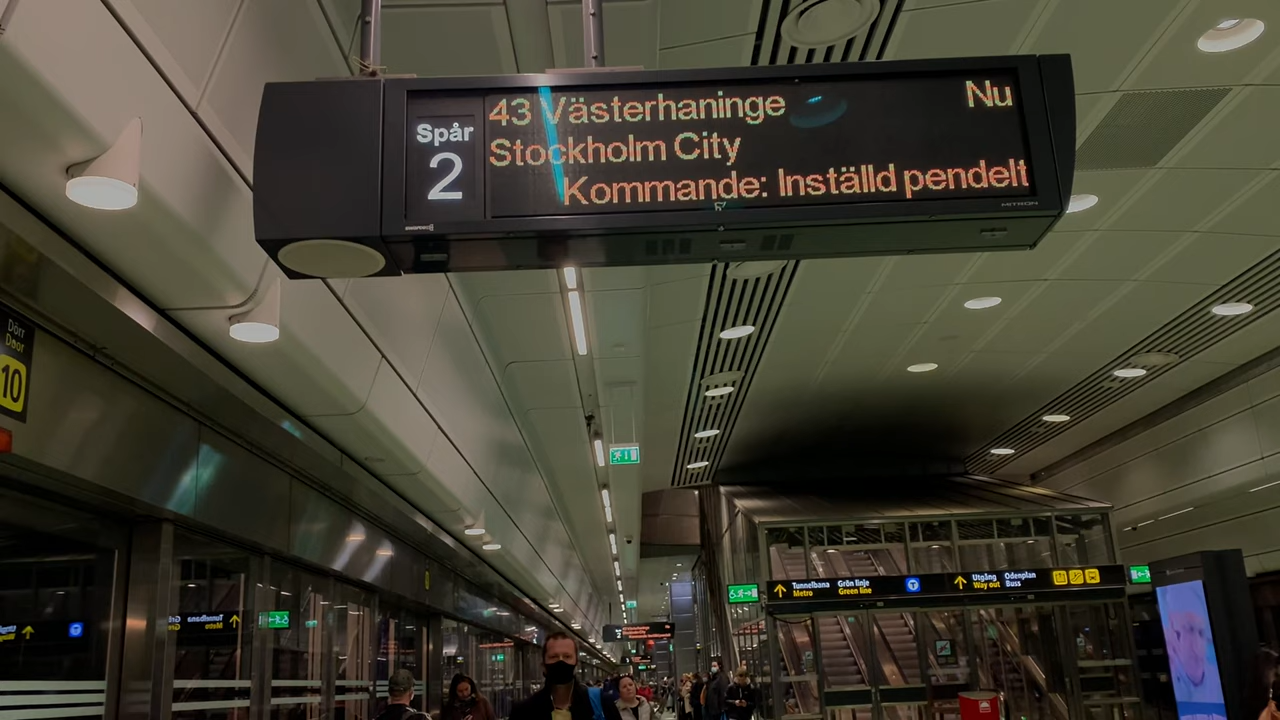 Spår
2
43 Västerhaninge
Nu
Stockholm City
Kommande: Inställd pendelt
MITRON
Dörr
Door
10
Tunnelbana
Metro
Grön linje
Green line
T
Utgång
Way out
Odenplan
Buss